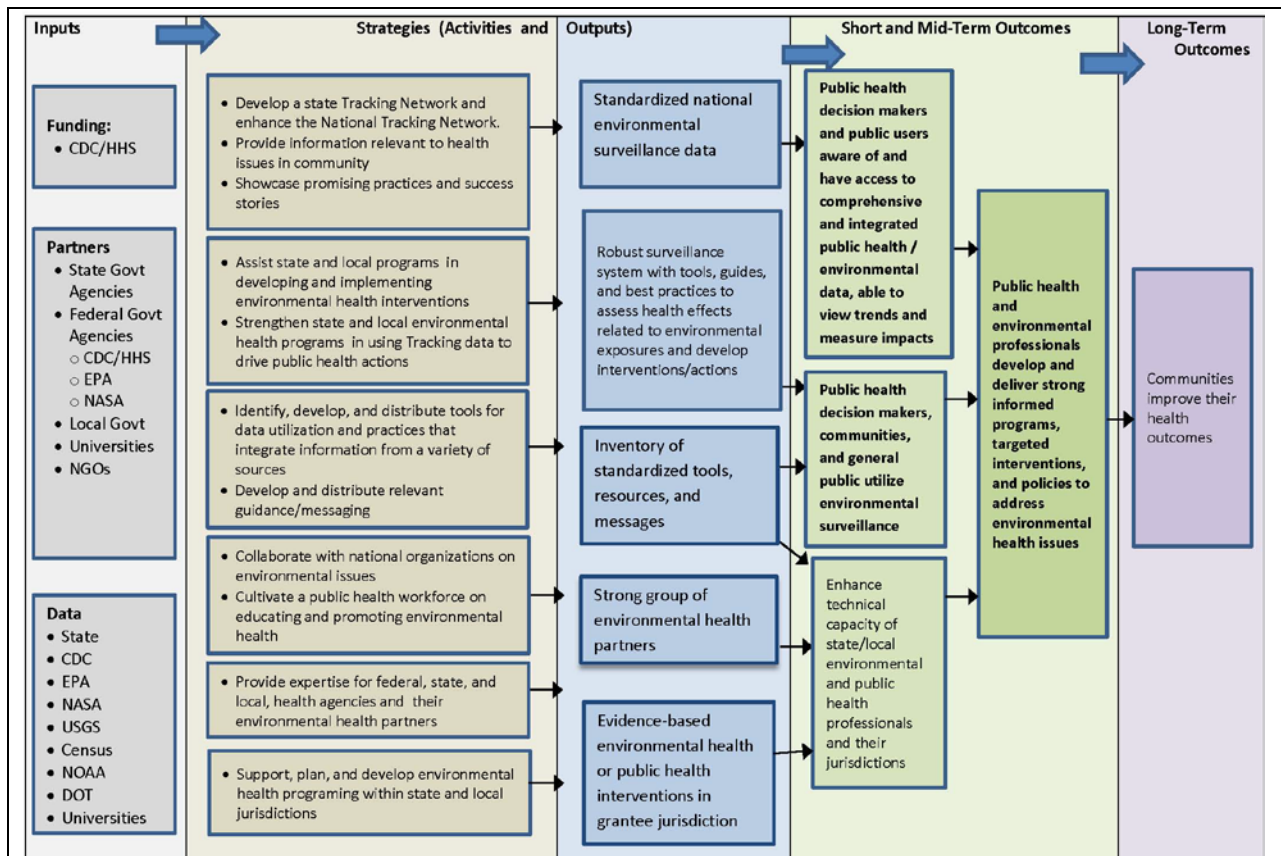 Inputs
Strategies (Activities and
Outputs)
Short and Mid-Term Outcomes
Long-Term
Outcomes
Funding:
• CDC/HHS
Partners
• State Govt
Agencies
• Federal Govt
Agencies
○ CDC/HHS
○ EPA
○ NASA
• Local Govt
• Universities
• NGOs
Data
• State
• CDC
• EPA
• NASA
• USGS
• Census
• NOAA
• DOT
• Universities
• Develop a state Tracking Network and
enhance the National Tracking Network.
• Provide information relevant to health
issues in community
• Showcase promising practices and success
stories
• Assist state and local programs in
developing and implementing
environmental health interventions
• Strengthen state and local environmental
health programs in using Tracking data to
drive public health actions
• Identify, develop, and distribute tools for
data utilization and practices that
integrate information from a variety of
sources
• Develop and distribute relevant
guidance/messaging
• Collaborate with national organizations on
environmental issues
• Cultivate a public health workforce on
educating and promoting environmental
health
• Provide expertise for federal, state, and
local, health agencies and their
environmental health partners
• Support, plan, and develop environmental
health programing within state and local
jurisdictions
Standardized national
environmental
surveillance data
Robust surveillance
system with tools, guides,
and best practices to
assess health effects
related to environmental
exposures and develop
interventions/actions
Inventory of
standardized tools,
resources, and
messages
Strong group of
environmental health
partners
Evidence-based
environmental health
or public health
interventions in
grantee jurisdiction
Public health
decision makers
and public users
aware of and
have access to
comprehensive
and integrated
public health /
environmental
data, able to
view trends and
measure impacts
Public health
decision makers,
communities,
and general
public utilize
environmental
surveillance
Enhance
technical
capacity of
state/local
environmental
and public
health
professionals
and their
jurisdictions
Public health
and
environmental
professionals
develop and
deliver strong
informed
programs,
targeted
interventions,
and policies to
address
environmental
health issues
Communities
improve their
health
outcomes